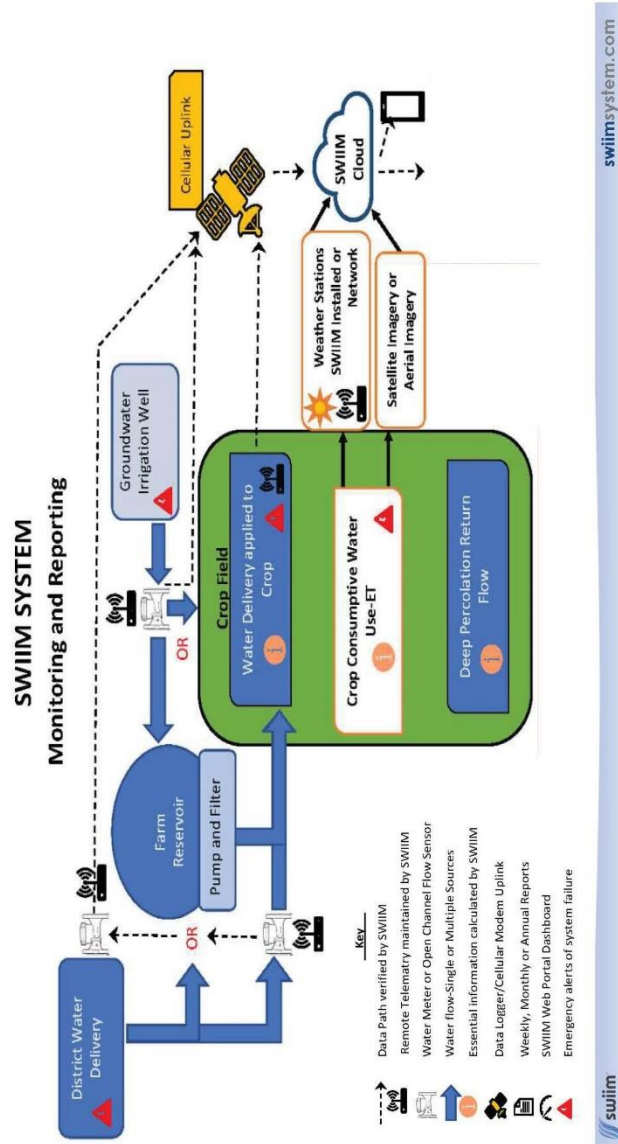 SWIIM SYSTEM
Monitoring and Reporting
District Water
Delivery
OR
Farm
Reservoir
Pump and Filter
Groundwater
Irrigation Well
OR
Cellular Uplink
Crop Field
Water Delivery applied to
Crop
i
Crop Consumptive Water
Use-ET
i
Deep Percolation Return
Flow
i
Weather Stations
SWIIM Installed or
Network
Satellite Imagery or
Aerial Imagery
SWIIM
Cloud
Key
Data Path verified by SWIIM
Remote Telemetry maintained by SWIIM
Water Meter or Open Channel Flow Sensor
Water flow-Single or Multiple Sources
i
Essential information calculated by SWIIM
Data Logger/Cellular Modem Uplink
Weekly, Monthly or Annual Reports
SWIIM Web Portal Dashboard
Emergency alerts of system failure
swiim
swiimsystem.com